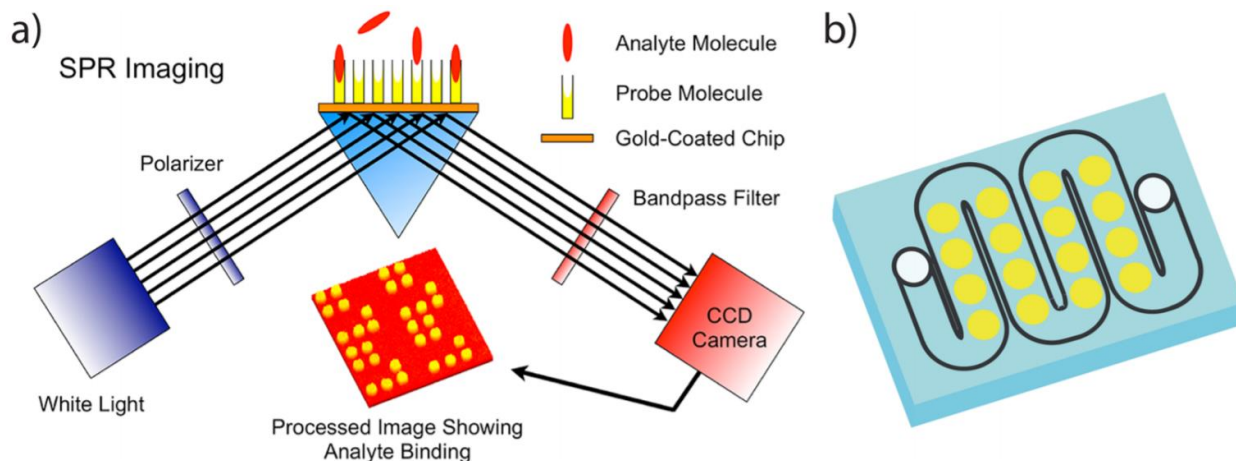 a)
SPR Imaging
Analyte Molecule
Probe Molecule
Gold-Coated Chip
Polarizer
Bandpass Filter
CCD
Camera
White Light
Processed Image Showing
Analyte Binding
b)